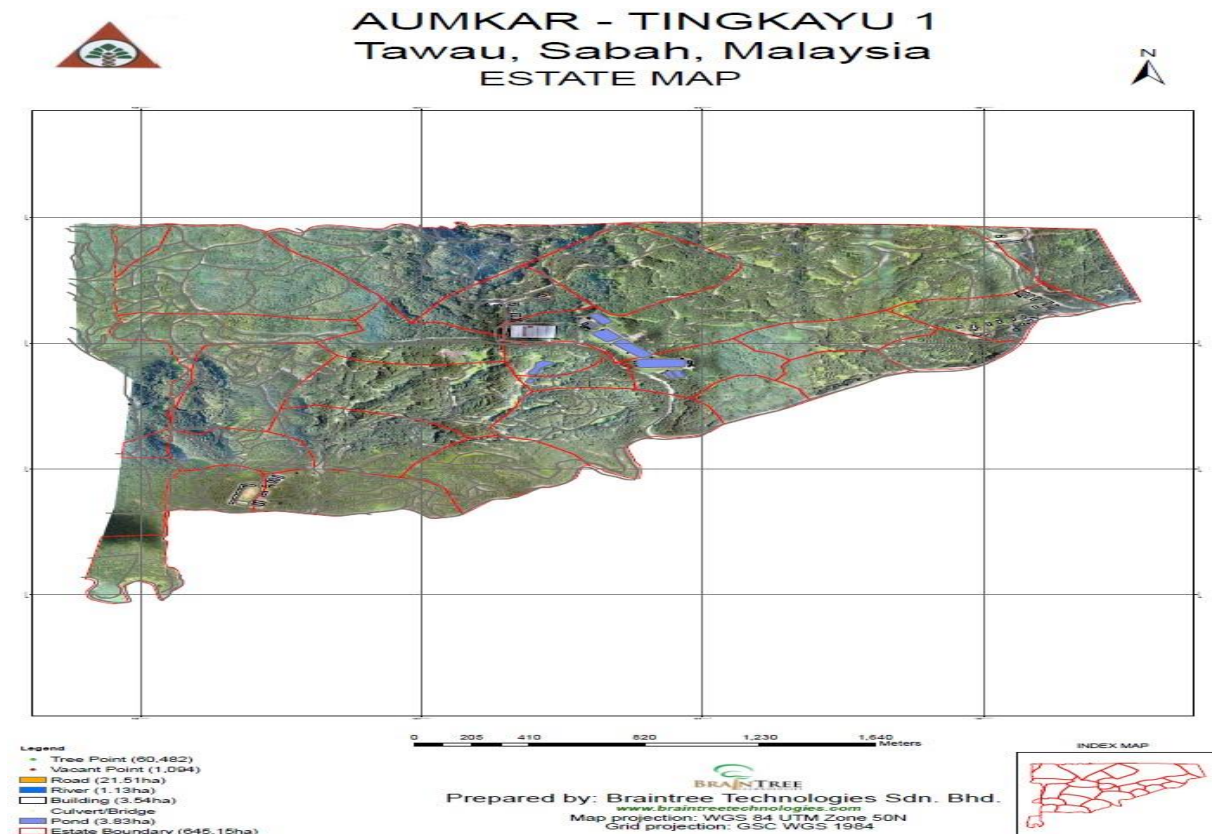 AUMKAR - TINGKAYU 1
Tawau, Sabah, Malaysia
ESTATE MAP
N
0 205 410 820 1,230 1,640
Meters
Legend
Tree Point (60,482)
Vacant Point (1,094)
Road (21.51ha)
River (1.13ha)
Building (3.54ha)
Culvert/Bridge
Pond (3.83ha)
Estate Boundary (645.15ha)
BRAINTREE
Prepared by: Braintree Technologies Sdn. Bhd.
www.braintreetechnologies.com
Map projection: WGS 84 UTM Zone 50N
Grid projection: GSC WGS 1984
INDEX MAP